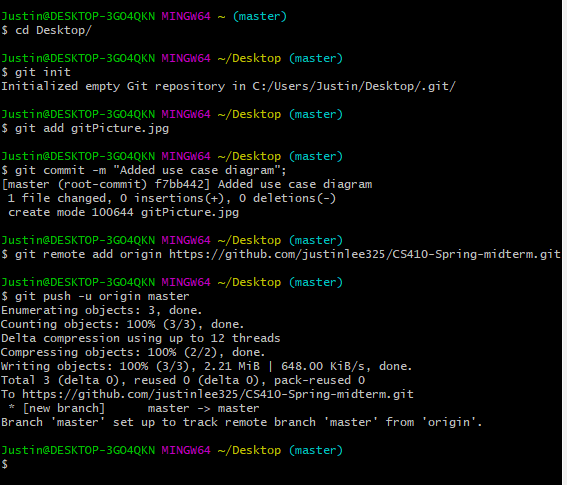 Justin@DESKTOP-3GO4QKN MINGW64 ~ (master)
$ cd Desktop/
Justin@DESKTOP-3GO4QKN MINGW64 ~/Desktop (master)
$ git init
Initialized empty Git repository in C:/Users/Justin/Desktop/.git/
Justin@DESKTOP-3GO4QKN MINGW64 ~/Desktop (master)
$ git add gitPicture.jpg
Justin@DESKTOP-3GO4QKN MINGW64 ~/Desktop (master)
$ git commit -m "Added use case diagram";
[master (root-commit) f7bb442] Added use case diagram
 1 file changed, 0 insertions(+), 0 deletions(-)
 create mode 100644 gitPicture.jpg
Justin@DESKTOP-3GO4QKN MINGW64 ~/Desktop (master)
$ git remote add origin https://github.com/justinlee325/CS410-Spring-midterm.git
Justin@DESKTOP-3GO4QKN MINGW64 ~/Desktop (master)
$ git push -u origin master
Enumerating objects: 3, done.
Counting objects: 100% (3/3), done.
Delta compression using up to 12 threads
Compressing objects: 100% (2/2), done.
Writing objects: 100% (3/3), 2.21 MiB | 648.00 KiB/s, done.
Total 3 (delta 0), reused 0 (delta 0), pack-reused 0
To https://github.com/justinlee325/CS410-Spring-midterm.git
 * [new branch]      master -> master
Branch 'master' set up to track remote branch 'master' from 'origin'.
Justin@DESKTOP-3GO4QKN MINGW64 ~/Desktop (master)
$